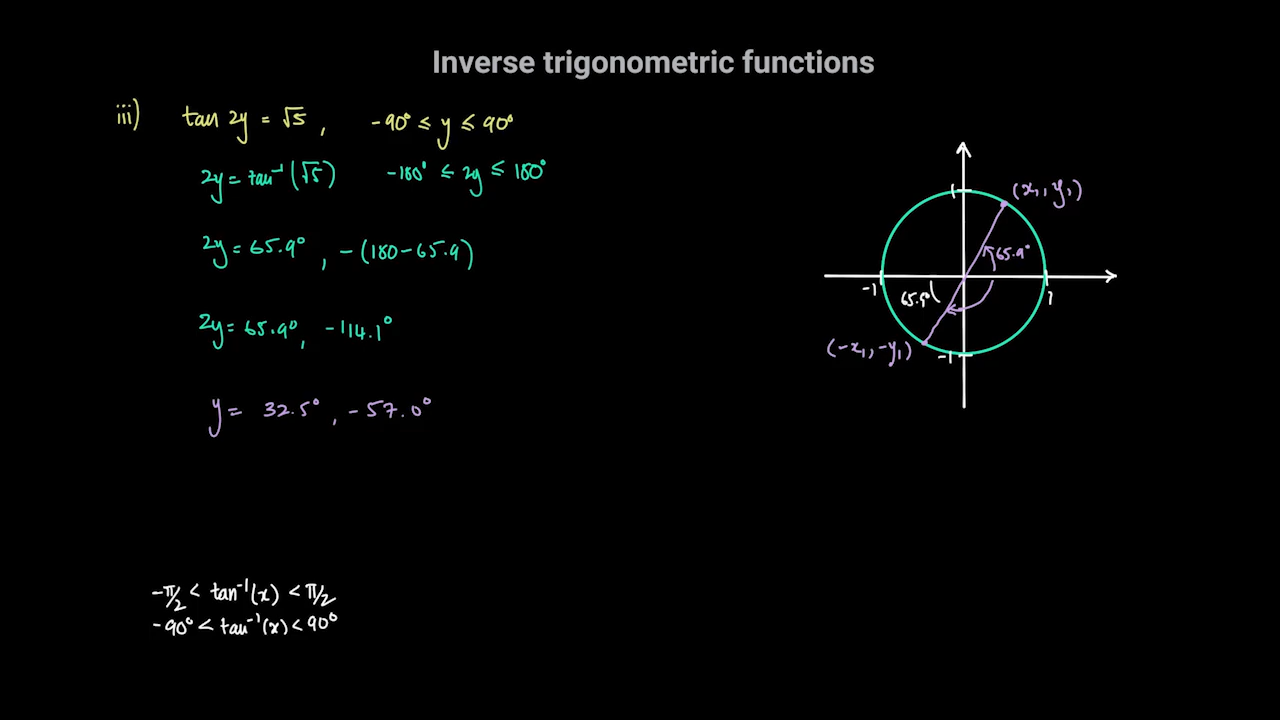 Inverse trigonometric functions
iii) tan 2y = √5 , -90° ≤ y ≤ 90°
2y = tan⁻¹(√5) -180° ≤ 2y ≤ 180°
2y = 65.9° , -(180-65.9)
2y = 65.9° , -114.1°
y = 32.5° , -57.0°
-π/2 < tan⁻¹(x) < π/2
-90° < tan⁻¹(x) < 90°
1
(x₁, y₁)
65.9°
-1
65.9°
1
(-x₁, -y₁)
-1